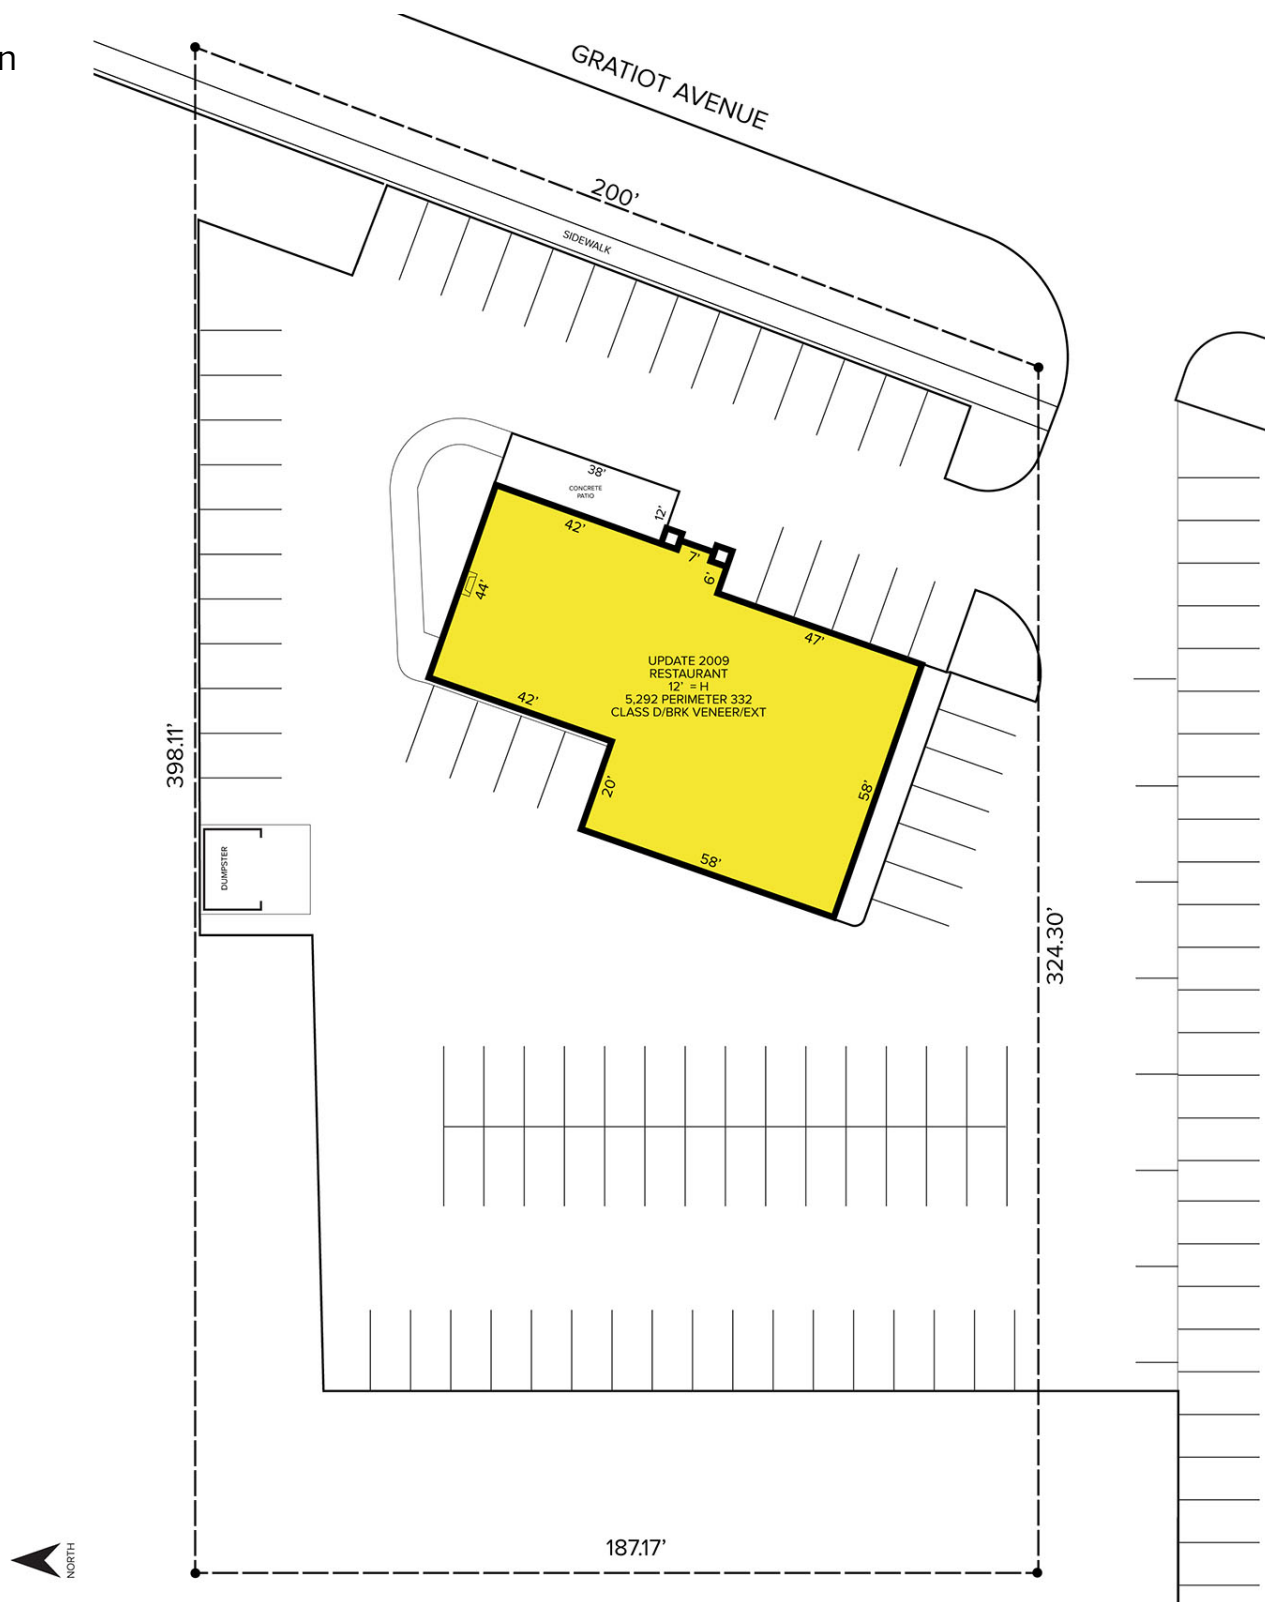 n
GRATIOT AVENUE
200’
SIDEWALK
38’
CONCRETE
PATIO
12’
42’
7’
6’
44’
47’
UPDATE 2009
RESTAURANT
12’ = H
5,292 PERIMETER 332
CLASS D/BRK VENEER/EXT
42’
398.11’
20’
58’
58’
DUMPSTER
324.30’
187.17’
NORTH